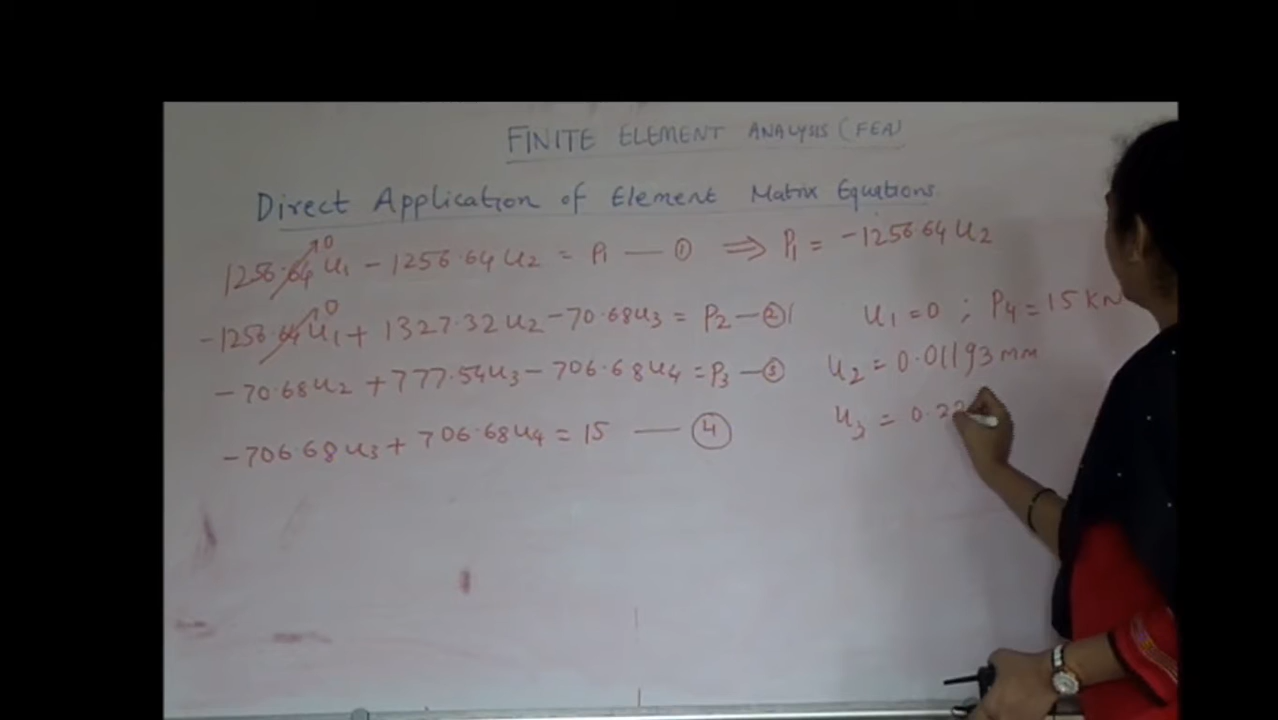 FINITE ELEMENT ANALYSIS (FEA)
Direct Application of Element Matrix Equations
1256.64 u1 - 1256.64 u2 = P1 — ① ⇒ P1 = -1256.64 u2
0
-1256.64 u1 + 1327.32 u2 - 70.68 u3 = P2 — ②
0
u1 = 0 ; P4 = 15 KN
-70.68 u2 + 777.54 u3 - 706.68 u4 = P3 — ③
u2 = 0.01193 mm
-706.68 u3 + 706.68 u4 = 15 — ④
u3 = 0.22